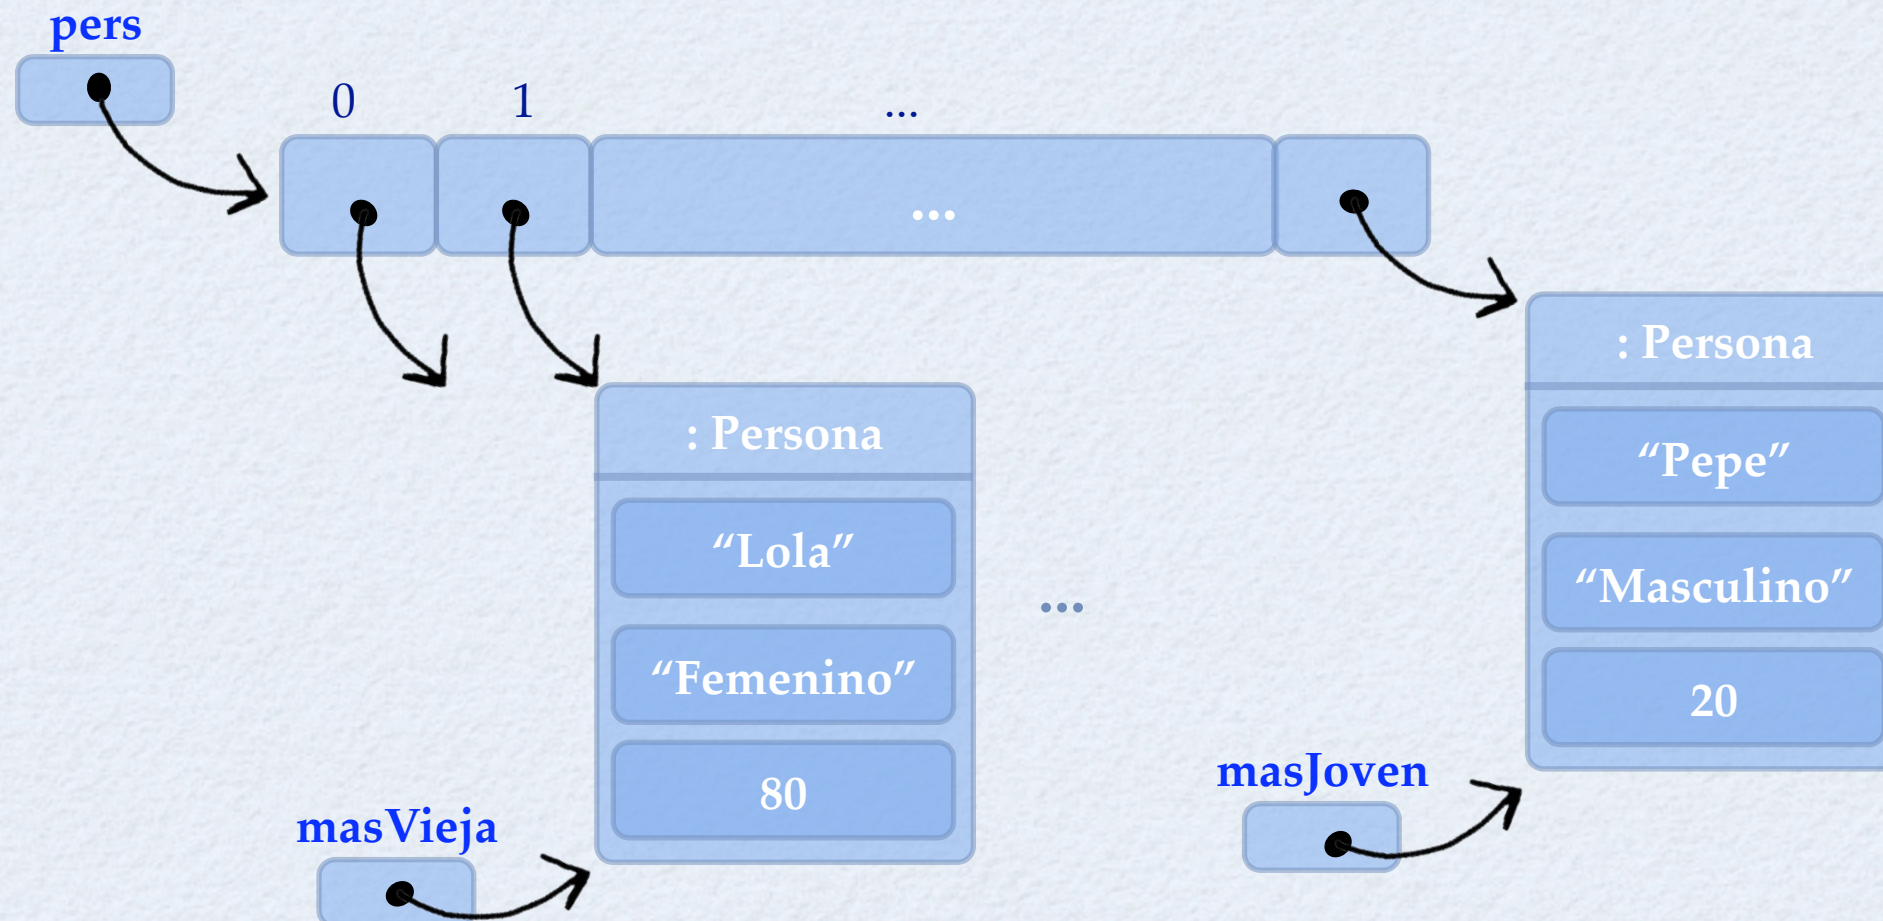 pers
0 1 ...
...
: Persona
“Pepe”
“Masculino”
20
: Persona
“Lola”
“Femenino”
80
...
masJoven
masVieja